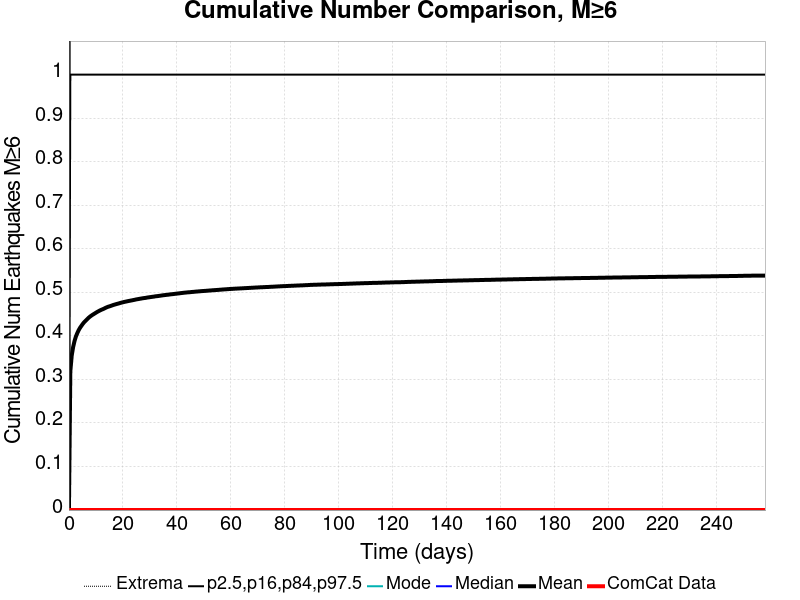 Cumulative Number Comparison, M≥6
Cumulative Num Earthquakes M≥6
1
0.9
0.8
0.7
0.6
0.5
0.4
0.3
0.2
0.1
0
0 20 40 60 80 100 120 140 160 180 200 220 240
Time (days)
Extrema p2.5,p16,p84,p97.5 Mode Median Mean ComCat Data